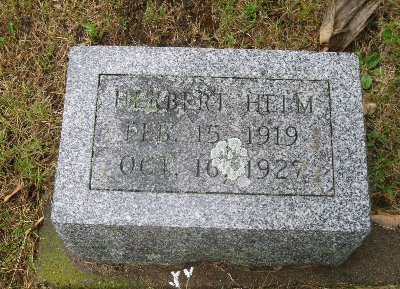 HERBERT HELM
FEB. 15, 1919
OCT. 16, 1927